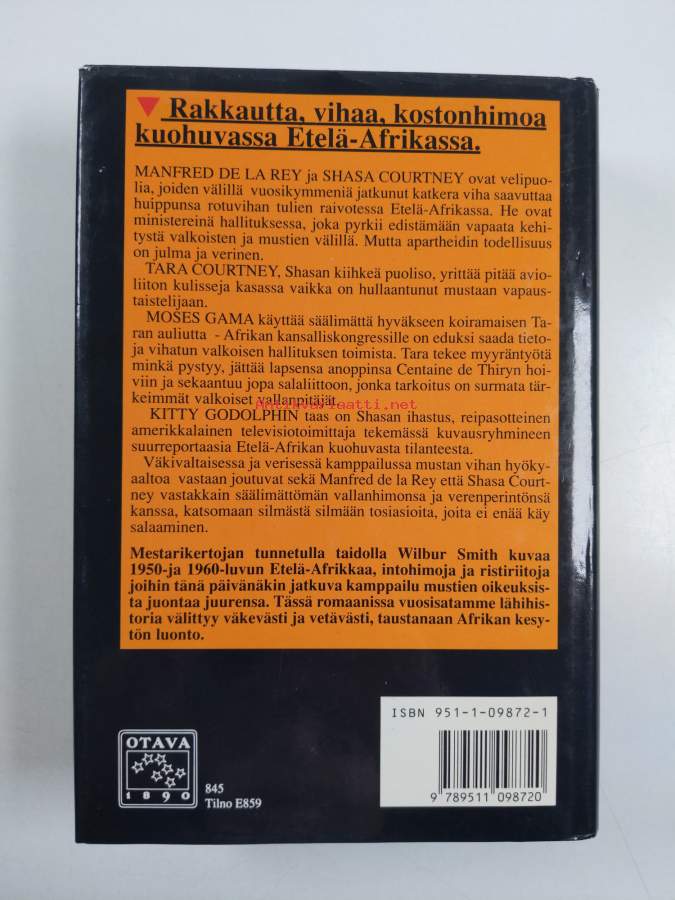 Rakkautta, vihaa, kostonhimoa
kuohuvassa Etelä-Afrikassa.
MANFRED DE LA REY ja SHASA COURTNEY ovat velipuo-
lia, joiden välillä vuosikymmeniä jatkunut katkera viha saavuttaa
huippunsa rotuvihan tulien raivotessa Etelä-Afrikassa. He ovat
ministereinä hallituksessa, joka pyrkii edistämään vapaata kehi-
tystä valkoisten ja mustien välillä. Mutta apartheidin todellisuus
on julma ja verinen.
TARA COURTNEY, Shasan kiihkeä puoliso, yrittää pitää avio-
liiton kulisseja kasassa vaikka on hullaantunut mustaan vapaus-
taistelijaan.
MOSES GAMA käyttää säälimättä hyväkseen koiramaisen Ta-
ran auliutta - Afrikan kansalliskongressille on eduksi saada tieto-
ja vihatun valkoisen hallituksen toimista. Tara tekee myyräntyötä
minkä pystyy, jättää lapsensa anoppinsa Centaine de Thiryn hoi-
viin ja sekaantuu jopa salaliittoon, jonka tarkoitus on surmata tär-
keimmät valkoiset vallanpitäjät.
Antikvariaatti.net
KITTY GODOLPHIN taas on Shasan ihastus, reipasotteinen
amerikkalainen televisiotoimittaja tekemässä kuvausryhmineen
suurreportaasia Etelä-Afrikan kuohuvasta tilanteesta.
Väkivaltaisessa ja verisessä kamppailussa mustan vihan hyöky-
aaltoa vastaan joutuvat sekä Manfred de la Rey että Shasa Court-
ney vastakkain säälimättömän vallanhimonsa ja verenperintönsä
kanssa, katsomaan silmästä silmään tosiasioita, joita ei enää käy
salaaminen.
Mestarikertojan tunnetulla taidolla Wilbur Smith kuvaa
1950-ja 1960-luvun Etelä-Afrikkaa, intohimoja ja ristiriitoja
joihin tänä päivänäkin jatkuva kamppailu mustien oikeuksis-
ta juontaa juurensa. Tässä romaanissa vuosisatamme lähihis-
toria välittyy väkevästi ja vetävästi, taustanaan Afrikan kesy-
tön luonto.
ISBN 951-1-09872-1
9 789511 098720
OTAVA
1890
845
Tilno E859